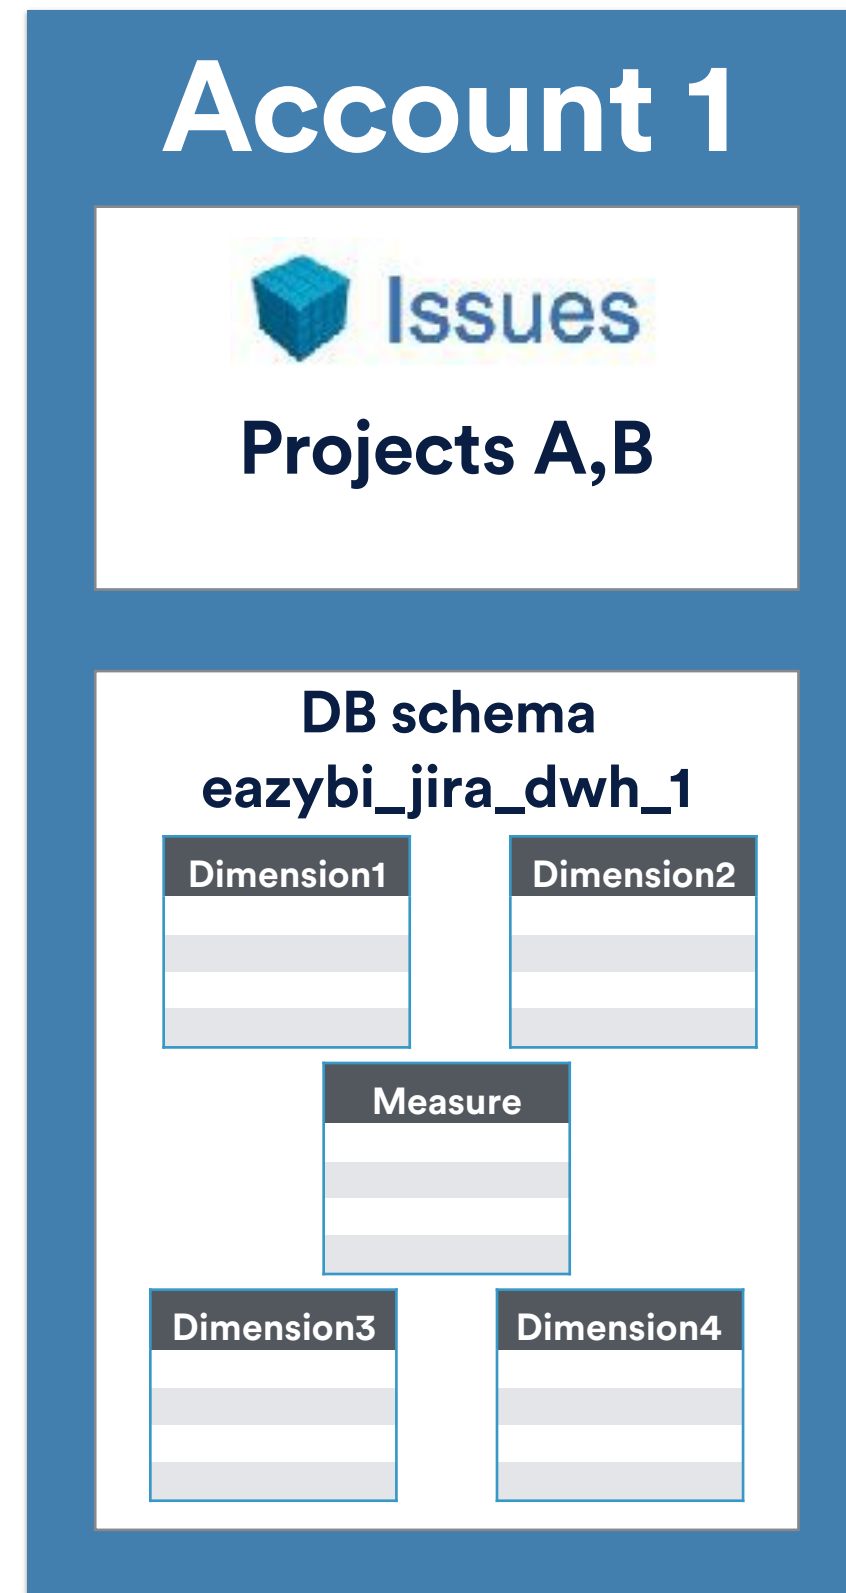 Account 1
Issues
Projects A,B
DB schema
eazybi_jira_dwh_1
Dimension1
Dimension2
Measure
Dimension3
Dimension4